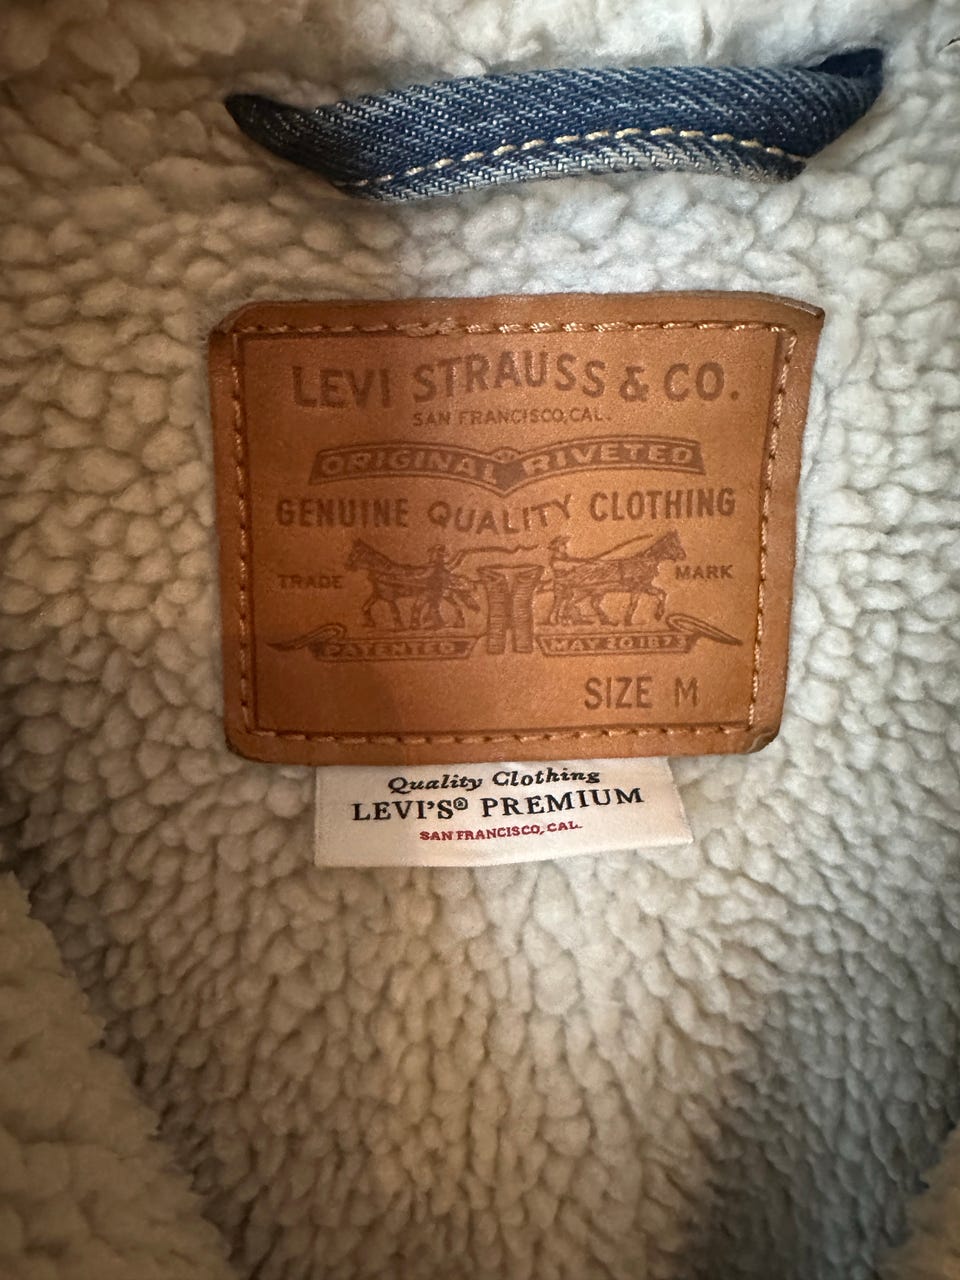 LEVI STRAUSS & CO.
SAN FRANCISCO, CAL.
ORIGINAL ® RIVETED
GENUINE QUALITY CLOTHING
TRADE MARK
PATENTED MAY 20 1873
SIZE M
Quality Clothing
LEVI'S® PREMIUM
SAN FRANCISCO, CAL.